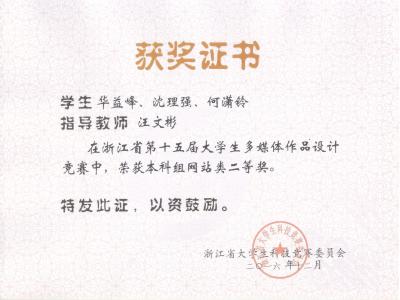 获奖证书
学生 华益峰、沈理强、何潇铃
指导教师 汪文彬
在浙江省第十五届大学生多媒体作品设计
竞赛中，荣获本科组网站类二等奖。
特发此证，以资鼓励。
浙江省大学生科技竞赛委员会
二〇一六年十二月